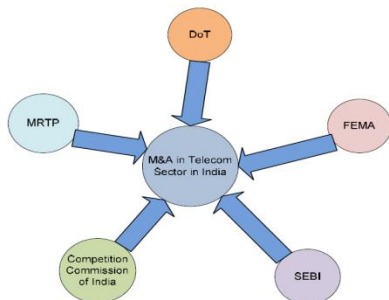 DoT
MRTP
M&A in Telecom
Sector in India
FEMA
Competition
Commission
of India
SEBI